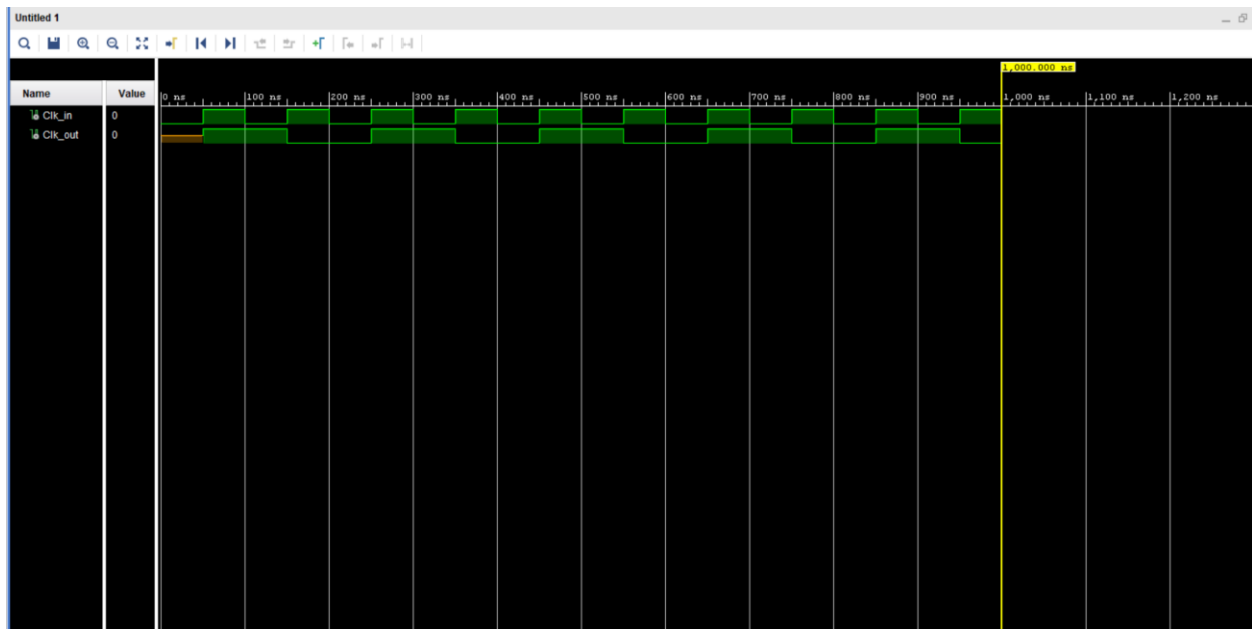 Untitled 1
1,000.000 ns
Name Value
0 ns 100 ns 200 ns 300 ns 400 ns 500 ns 600 ns 700 ns 800 ns 900 ns 1,000 ns 1,100 ns 1,200 ns
Clk_in 0
Clk_out 0